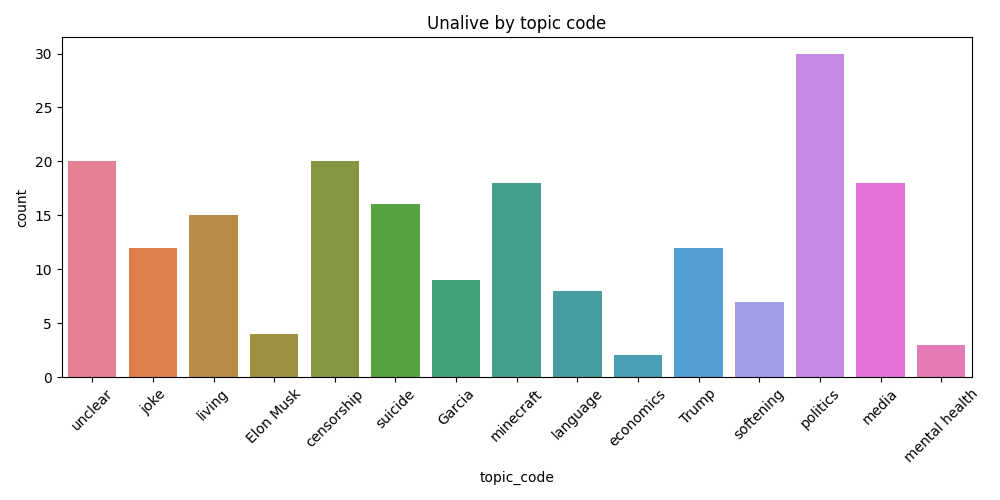 Unalive by topic code
count
30
25
20
15
10
5
0
unclear
joke
living
Elon Musk
censorship
suicide
Garcia
minecraft
language
economics
Trump
softening
politics
media
mental health
topic_code